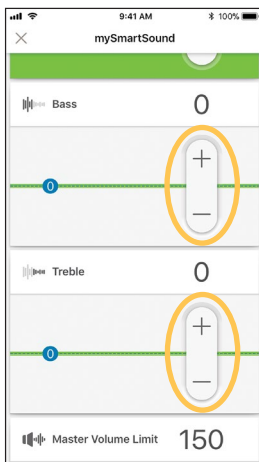 9:41 AM 100%
mySmartSound
Bass 0
+
0
−
Treble 0
+
0
−
Master Volume Limit 150